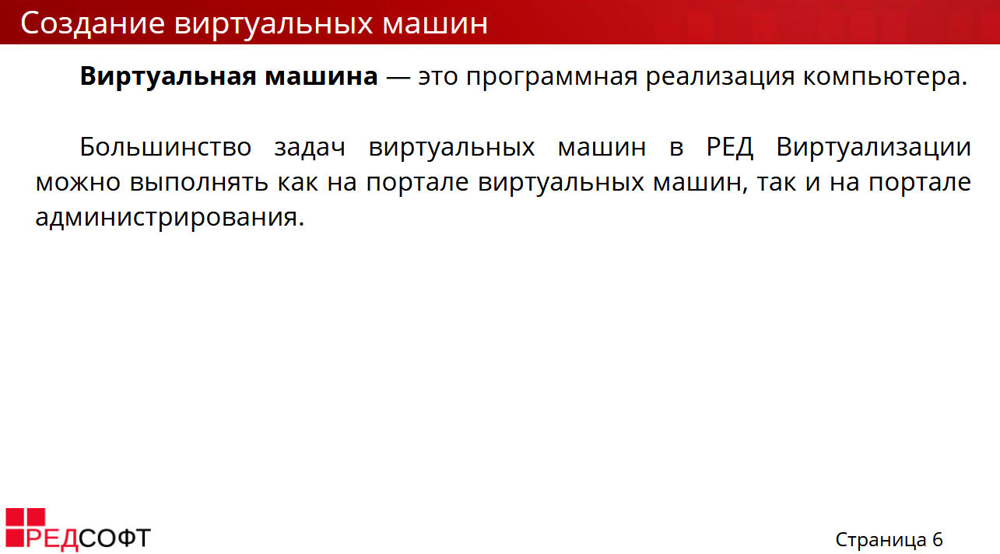 Создание виртуальных машин
Виртуальная машина — это программная реализация компьютера.
Большинство задач виртуальных машин в РЕД Виртуализации
можно выполнять как на портале виртуальных машин, так и на портале
администрирования.
РЕДСОФТ
Страница 6